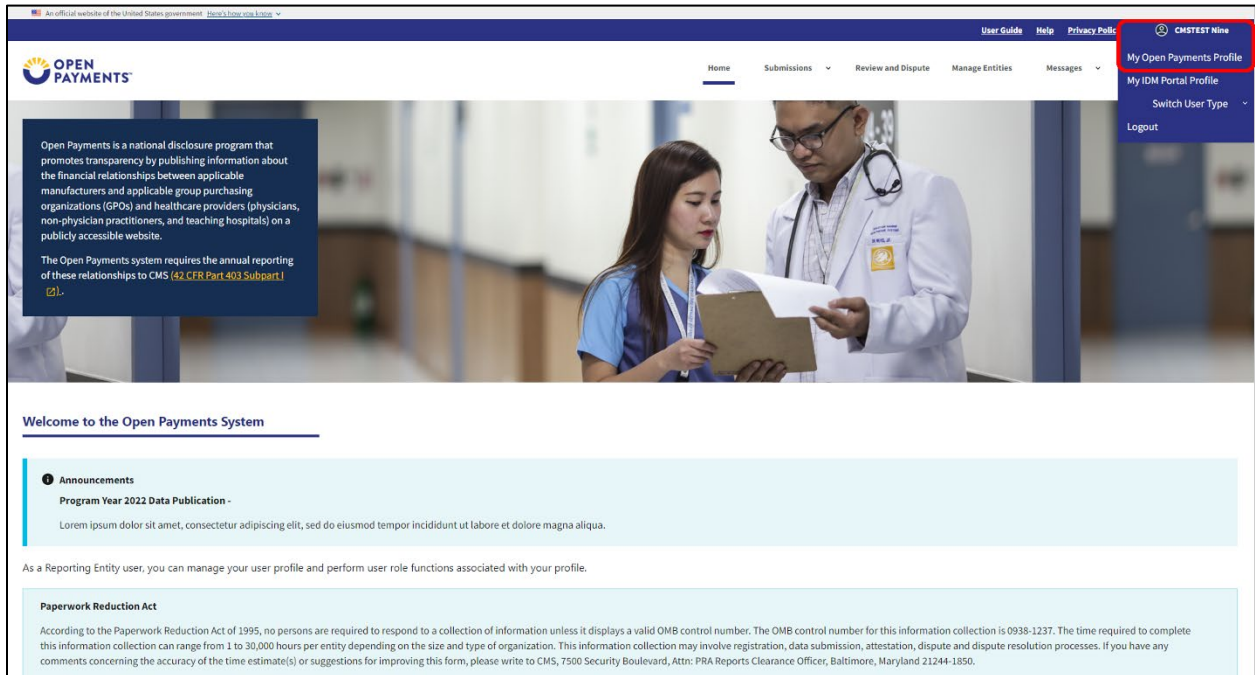 An official website of the United States government Here's how you know
User Guide Help Privacy Polic CMSTEST Nine
OPEN
PAYMENTS
Home Submissions Review and Dispute Manage Entities Messages
My Open Payments Profile
My IDM Portal Profile
Switch User Type
Logout
Open Payments is a national disclosure program that
promotes transparency by publishing information about
the financial relationships between applicable
manufacturers and applicable group purchasing
organizations (GPOs) and healthcare providers (physicians,
non-physician practitioners, and teaching hospitals) on a
publicly accessible website.
The Open Payments system requires the annual reporting
of these relationships to CMS (42 CFR Part 403 Subpart I
).
39
Welcome to the Open Payments System
Announcements
Program Year 2022 Data Publication -
Lorem ipsum dolor sit amet, consectetur adipiscing elit, sed do eiusmod tempor incididunt ut labore et dolore magna aliqua.
As a Reporting Entity user, you can manage your user profile and perform user role functions associated with your profile.
Paperwork Reduction Act
According to the Paperwork Reduction Act of 1995, no persons are required to respond to a collection of information unless it displays a valid OMB control number. The OMB control number for this information collection is 0938-1237. The time required to complete
this information collection can range from 1 to 30,000 hours per entity depending on the size and type of organization. This information collection may involve registration, data submission, attestation, dispute and dispute resolution processes. If you have any
comments concerning the accuracy of the time estimate(s) or suggestions for improving this form, please write to CMS, 7500 Security Boulevard, Attn: PRA Reports Clearance Officer, Baltimore, Maryland 21244-1850.